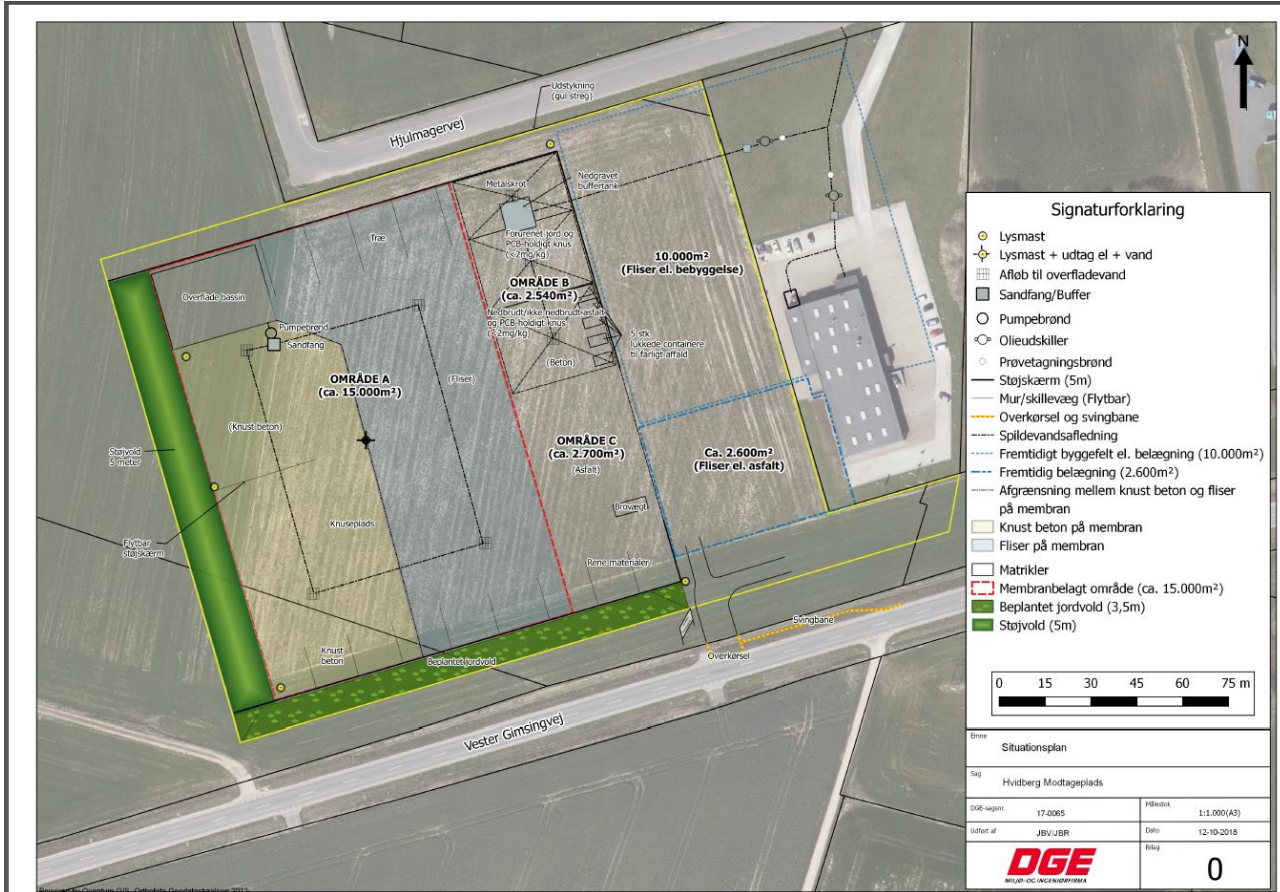 Hjulmagervej
Udstykning
(gul streg)
N
Metalskrot
Nedgravet
buffertank
Træ
Forurenet jord og
PCB-holdigt knus
(<2mg/kg)
10.000m²
(Fliser el. bebyggelse)
OMRÅDE B
(ca. 2.540m²)
Overflade bassin
Nedbrudt/ikke nedbrudt asfalt
og PCB-holdigt knus
(<2mg/kg)
5 stk.
lukkede containere
til farligt affald
Pumpebrønd
Sandfang
(Beton)
OMRÅDE A
(ca. 15.000m²)
(Fliser)
(Knust beton)
OMRÅDE C
(ca. 2.700m²)
(Asfalt)
Ca. 2.600m²
(Fliser el. asfalt)
Støjvold
5 meter
Brovægt
Knuseplads
Flytbar
støjskærm
Rene materialer
Svingbane
Overkørsel
Knust
beton
Beplantet jordvold
Vester Gimsingvej
Powered by Quantum GIS. Orthofoto Geodatastyrelsen 2012
Signaturforklaring
Lysmast
Lysmast + udtag el + vand
Afløb til overfladevand
Sandfang/Buffer
Pumpebrønd
Olieudskiller
Prøvetagningsbrønd
Støjskærm (5m)
Mur/skillevæg (Flytbar)
Overkørsel og svingbane
Spildevandsafledning
Fremtidigt byggefelt el. belægning (10.000m²)
Fremtidig belægning (2.600m²)
Afgrænsning mellem knust beton og fliser
på membran
Knust beton på membran
Fliser på membran
Matrikler
Membranbelagt område (ca. 15.000m²)
Beplantet jordvold (3,5m)
Støjvold (5m)
0 15 30 45 60 75 m
Emne
Situationsplan
Sag
Hvidberg Modtageplads
DGE-sagsnr.
17-0065
Målestok
1:1.000(A3)
Udført af
JBV/JBR
Dato
12-10-2018
DGE
MILJØ- OG INGENIØRFIRMA
Bilag
0